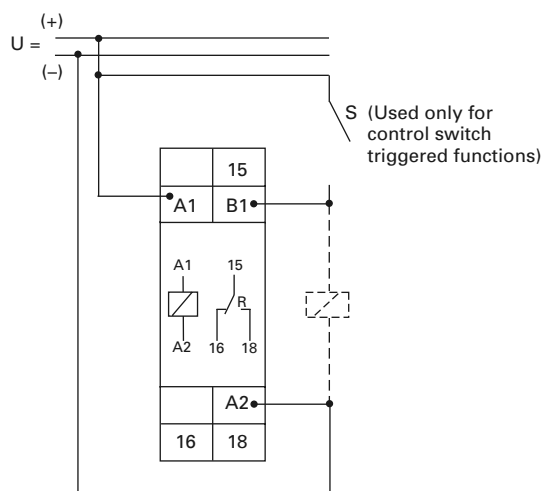 (+)
U =
(–)
S (Used only for
control switch
triggered functions)
15
A1 B1
A1 15
R
A2 16 18
A2
16 18